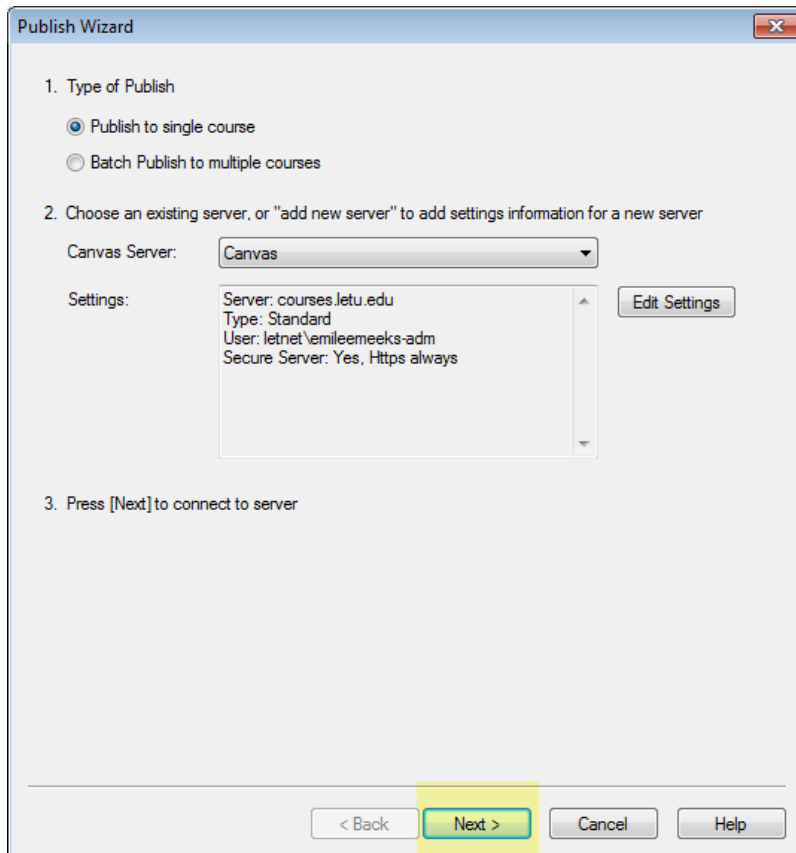 Publish Wizard
1. Type of Publish
Publish to single course
Batch Publish to multiple courses
2. Choose an existing server, or "add new server" to add settings information for a new server
Canvas Server: Canvas
Settings:
Server: courses.letu.edu
Type: Standard
User: letnet\emileemeeks-adm
Secure Server: Yes, Https always
Edit Settings
3. Press [Next] to connect to server
< Back Next > Cancel Help